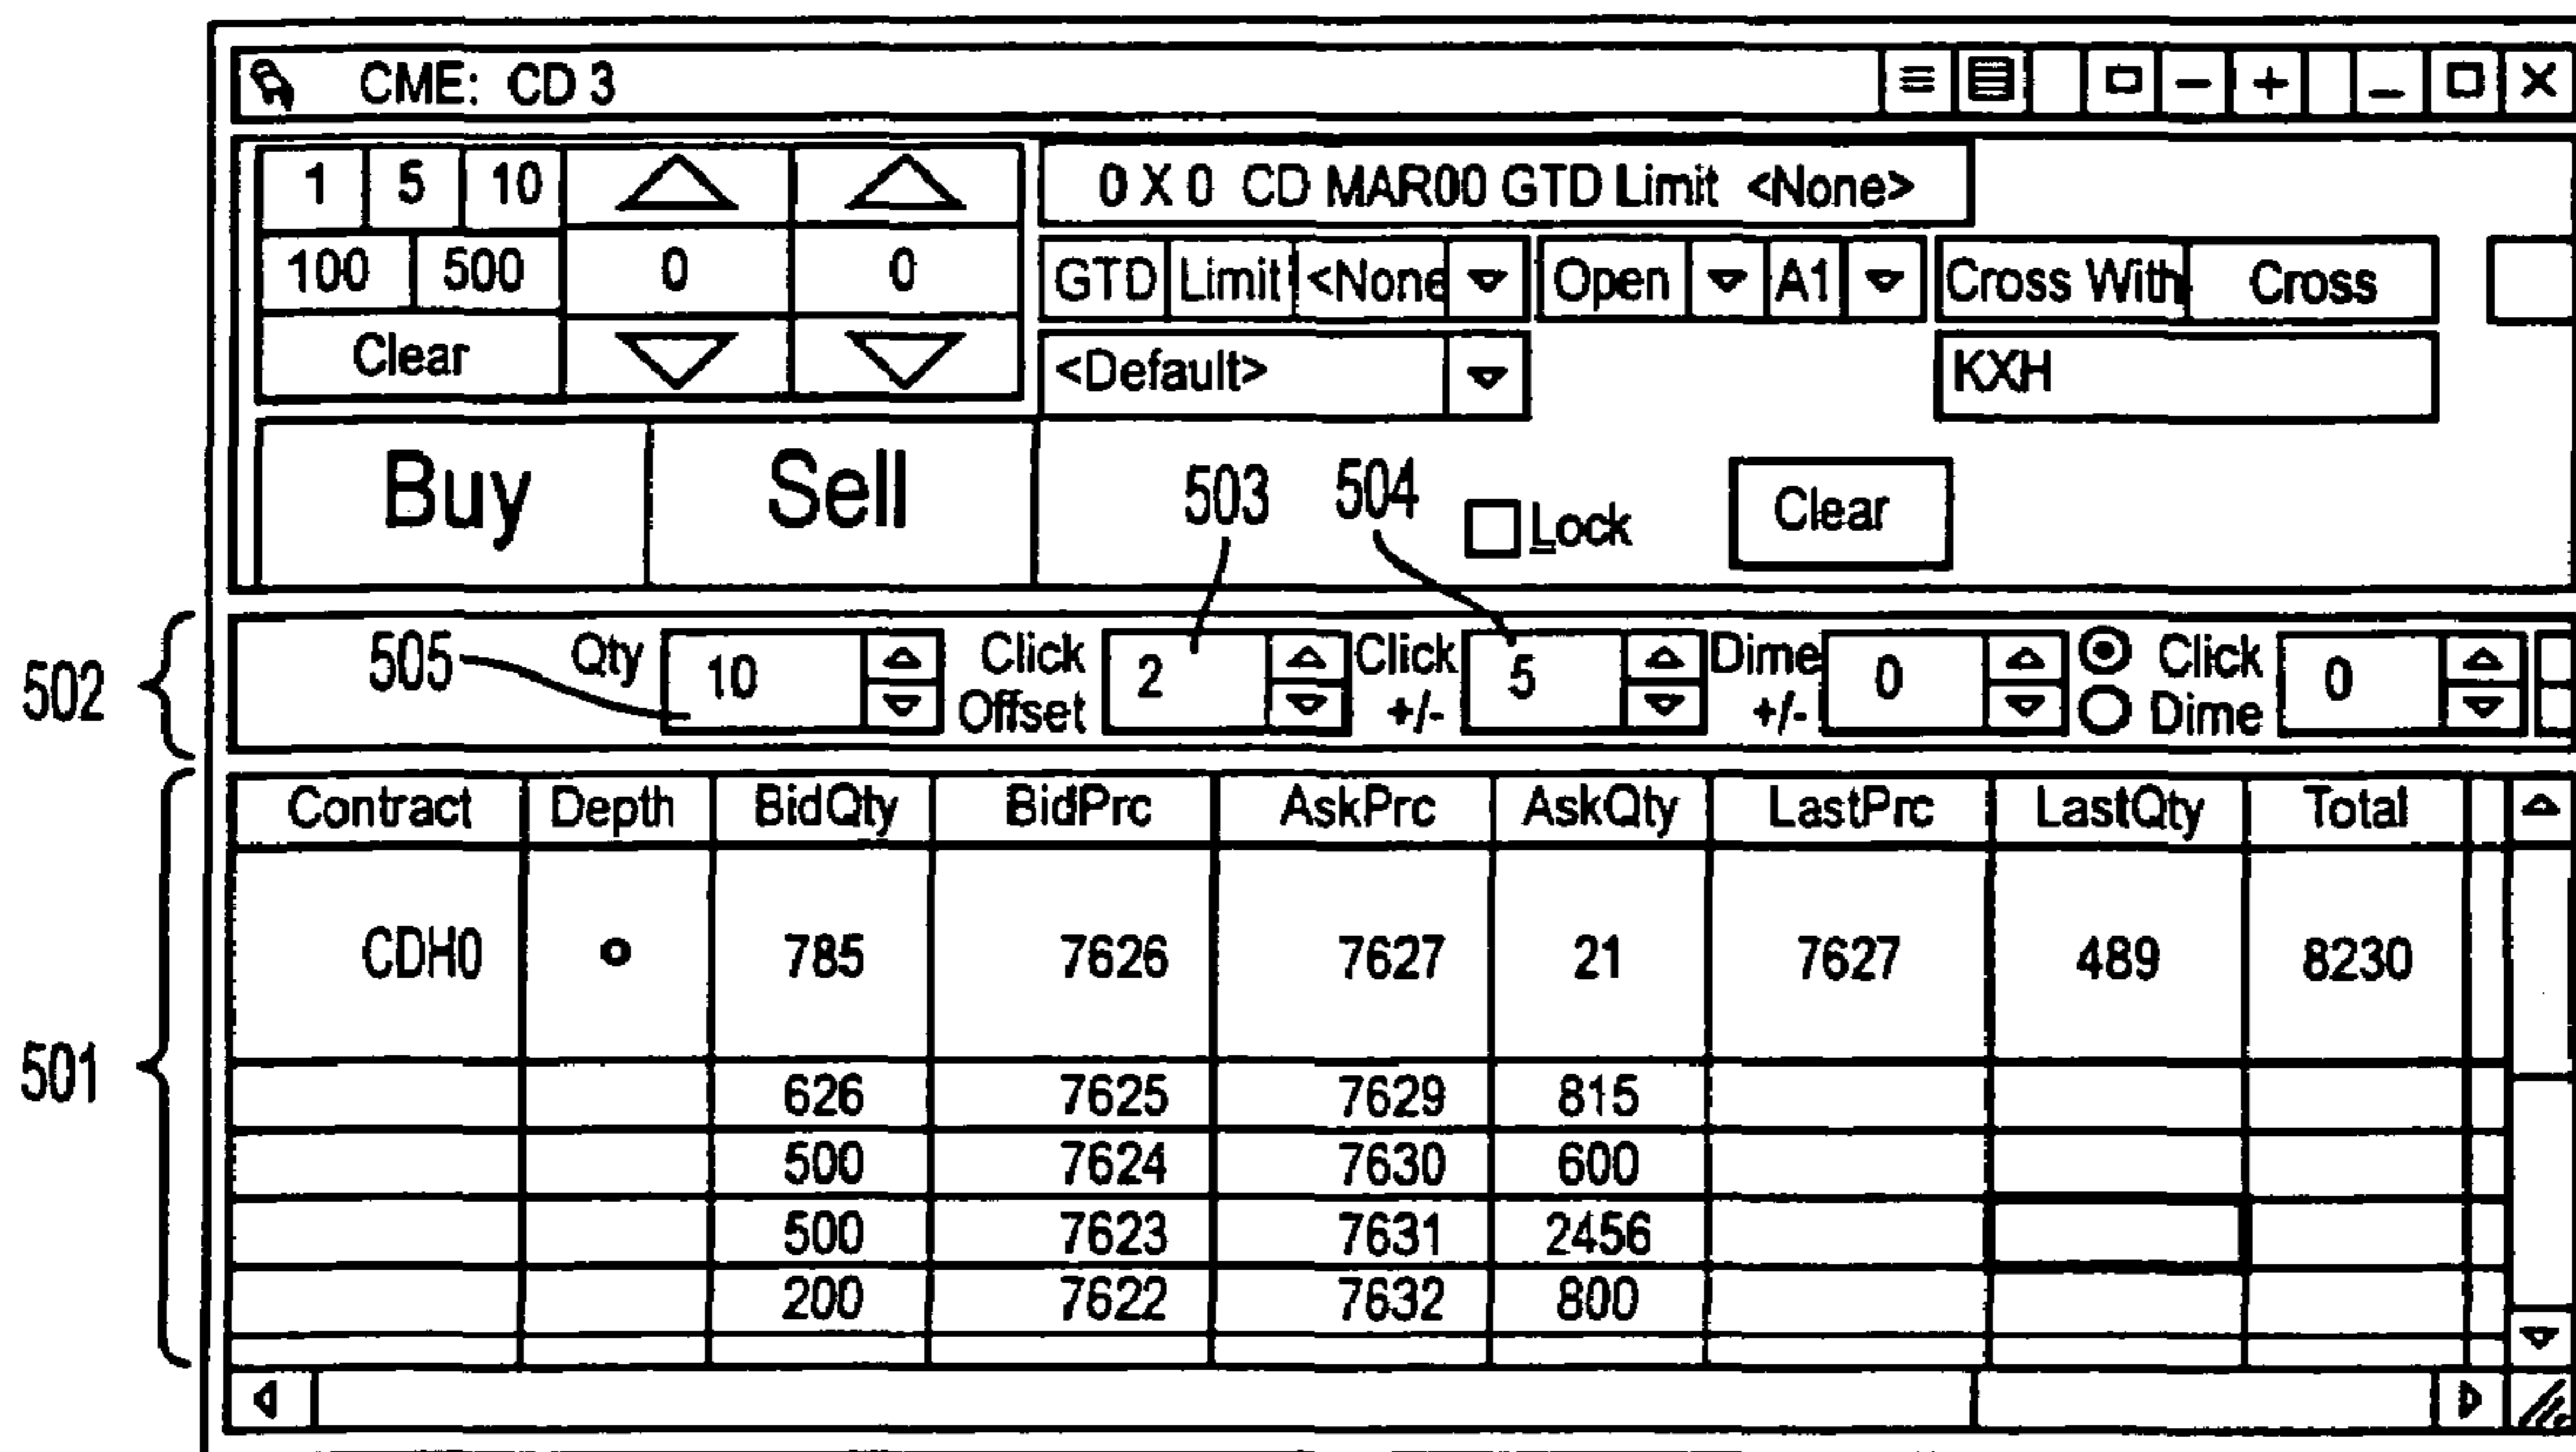 CME: CD 3
1 5 10
0 X 0 CD MAR00 GTD Limit <None>
100 500 0 0
GTD Limit <None Open A1 Cross With Cross
Clear
<Default> KXH
Buy Sell
503 504
Lock Clear
502
505 Qty 10 Click Offset 2 Click +/- 5 Dime +/- 0 Click Dime 0
501
Contract Depth BidQty BidPrc AskPrc AskQty LastPrc LastQty Total
CDH0 o 785 7626 7627 21 7627 489 8230
626 7625 7629 815
500 7624 7630 600
500 7623 7631 2456
200 7622 7632 800